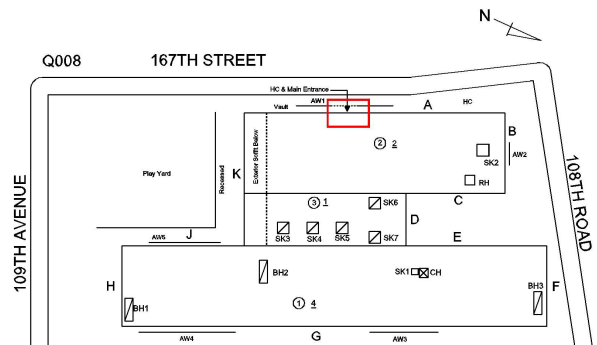 N
Q008
167TH STREET
HC & Main Entrance
Vault
AW1
A
HC
B
② 2
SK2
AW2
RH
C
K
Exterior Soffit Below
Play Yard
Recerened
③ 1
SK6
D
SK3
SK4
SK5
SK7
E
J
AW5
109TH AVENUE
108TH ROAD
H
BH1
BH2
SK1
CH
BH3
F
① 4
AW4
G
AW3